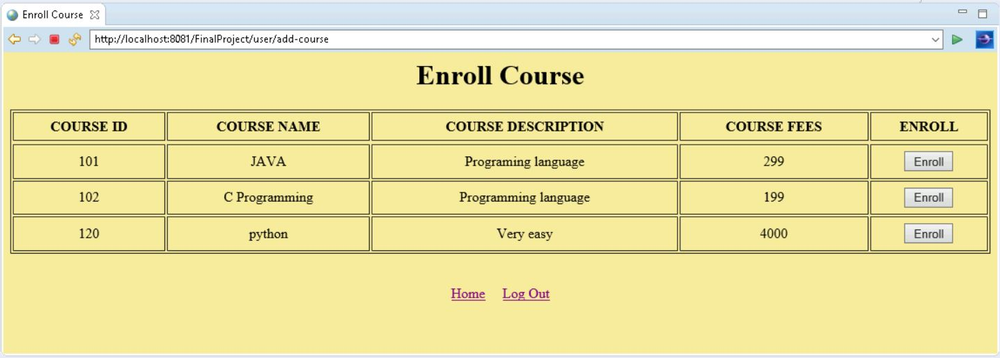 Enroll Course
http://localhost:8081/FinalProject/user/add-course
Enroll Course
COURSE ID COURSE NAME COURSE DESCRIPTION COURSE FEES ENROLL
101 JAVA Programing language 299 Enroll
102 C Programming Programming language 199 Enroll
120 python Very easy 4000 Enroll
Home Log Out